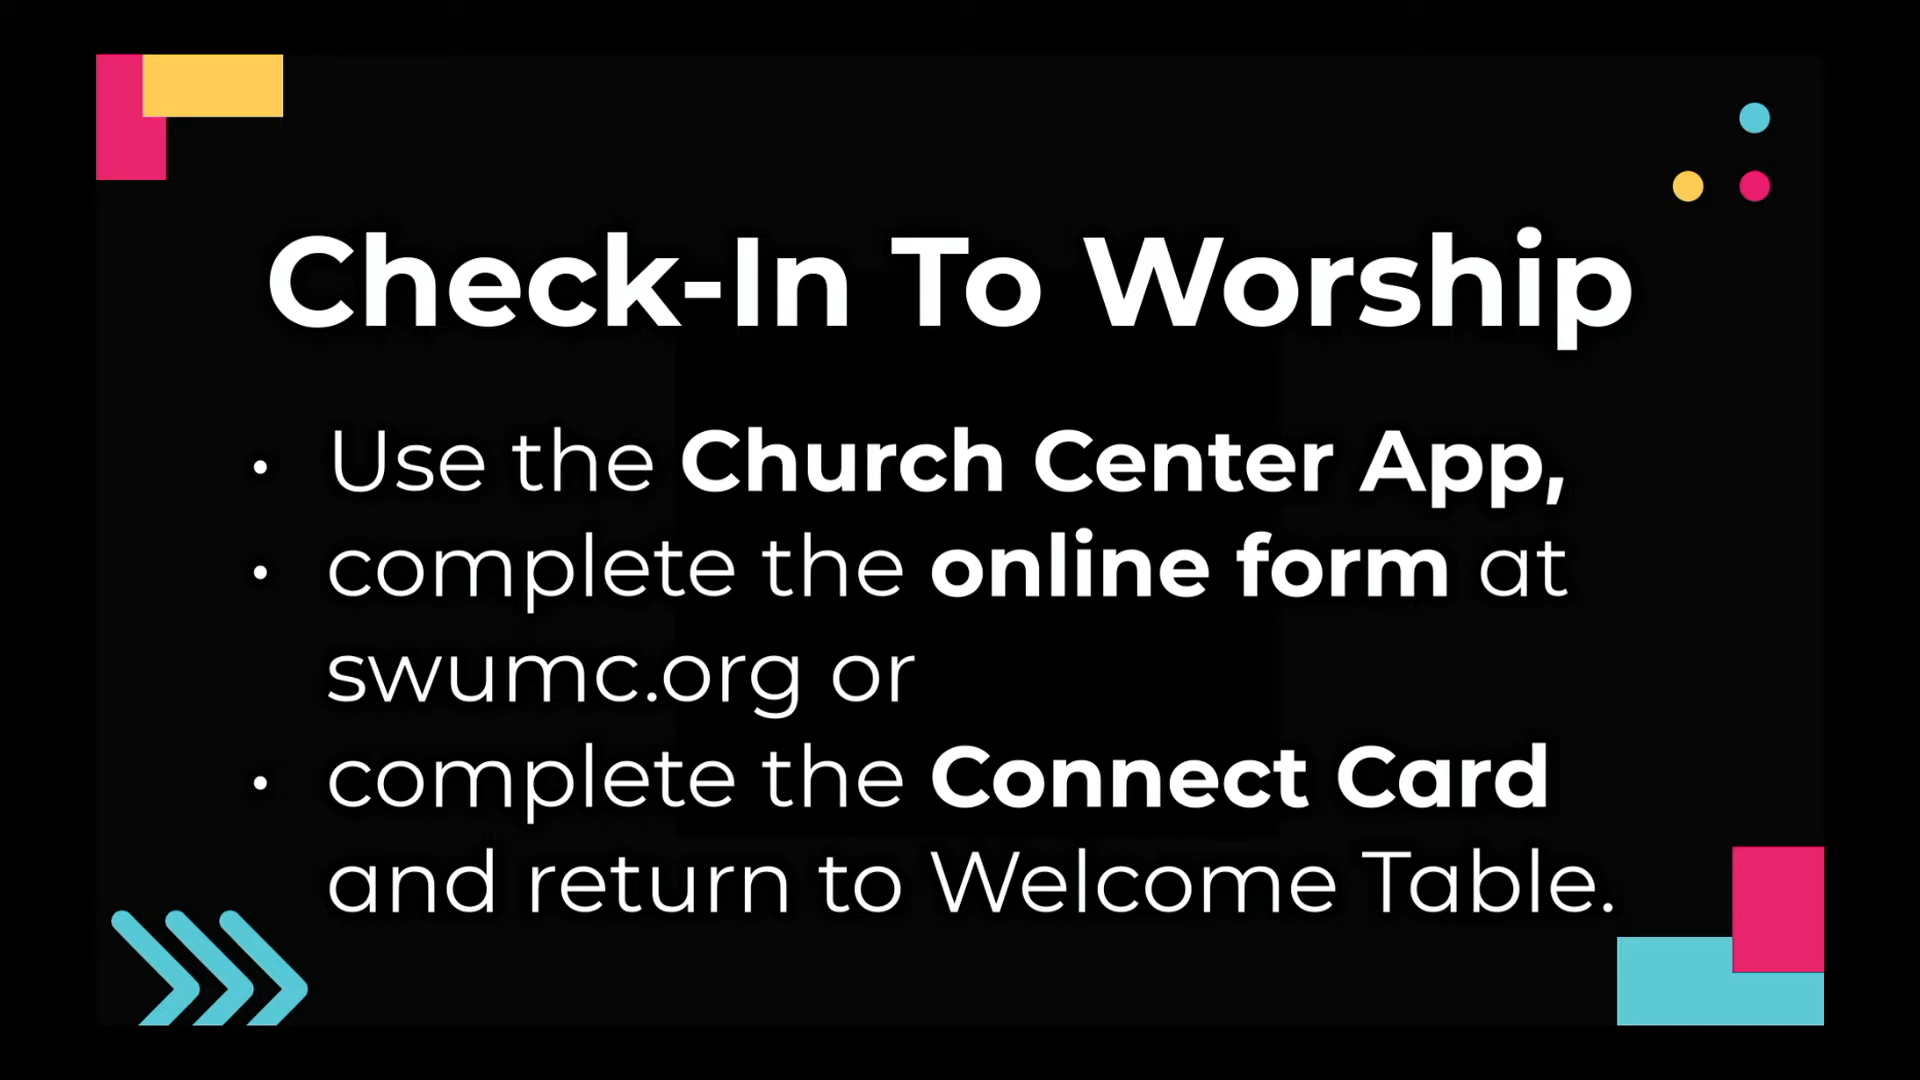 Check-In To Worship
• Use the Church Center App,
• complete the online form at
swumc.org or
• complete the Connect Card
and return to Welcome Table.